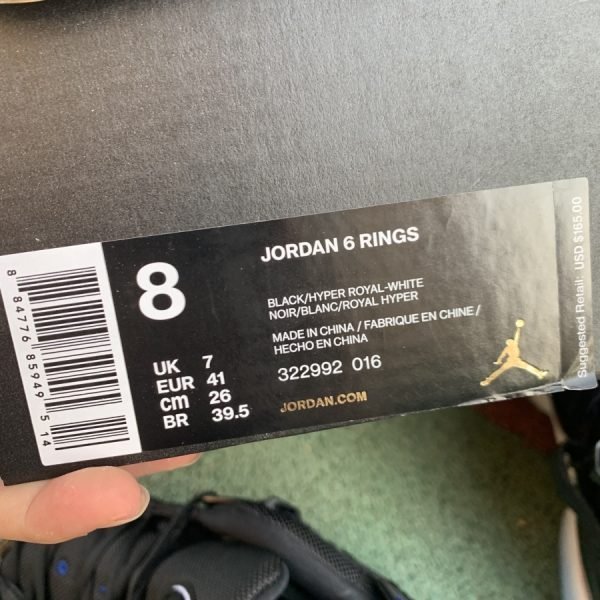 8 84776 85949 5 14
8
UK 7
EUR 41
cm 26
BR 39.5
JORDAN 6 RINGS
BLACK/HYPER ROYAL-WHITE
NOIR/BLANC/ROYAL HYPER
MADE IN CHINA / FABRIQUE EN CHINE /
HECHO EN CHINA
322992 016
JORDAN.COM
Suggested Retail: USD $165.00